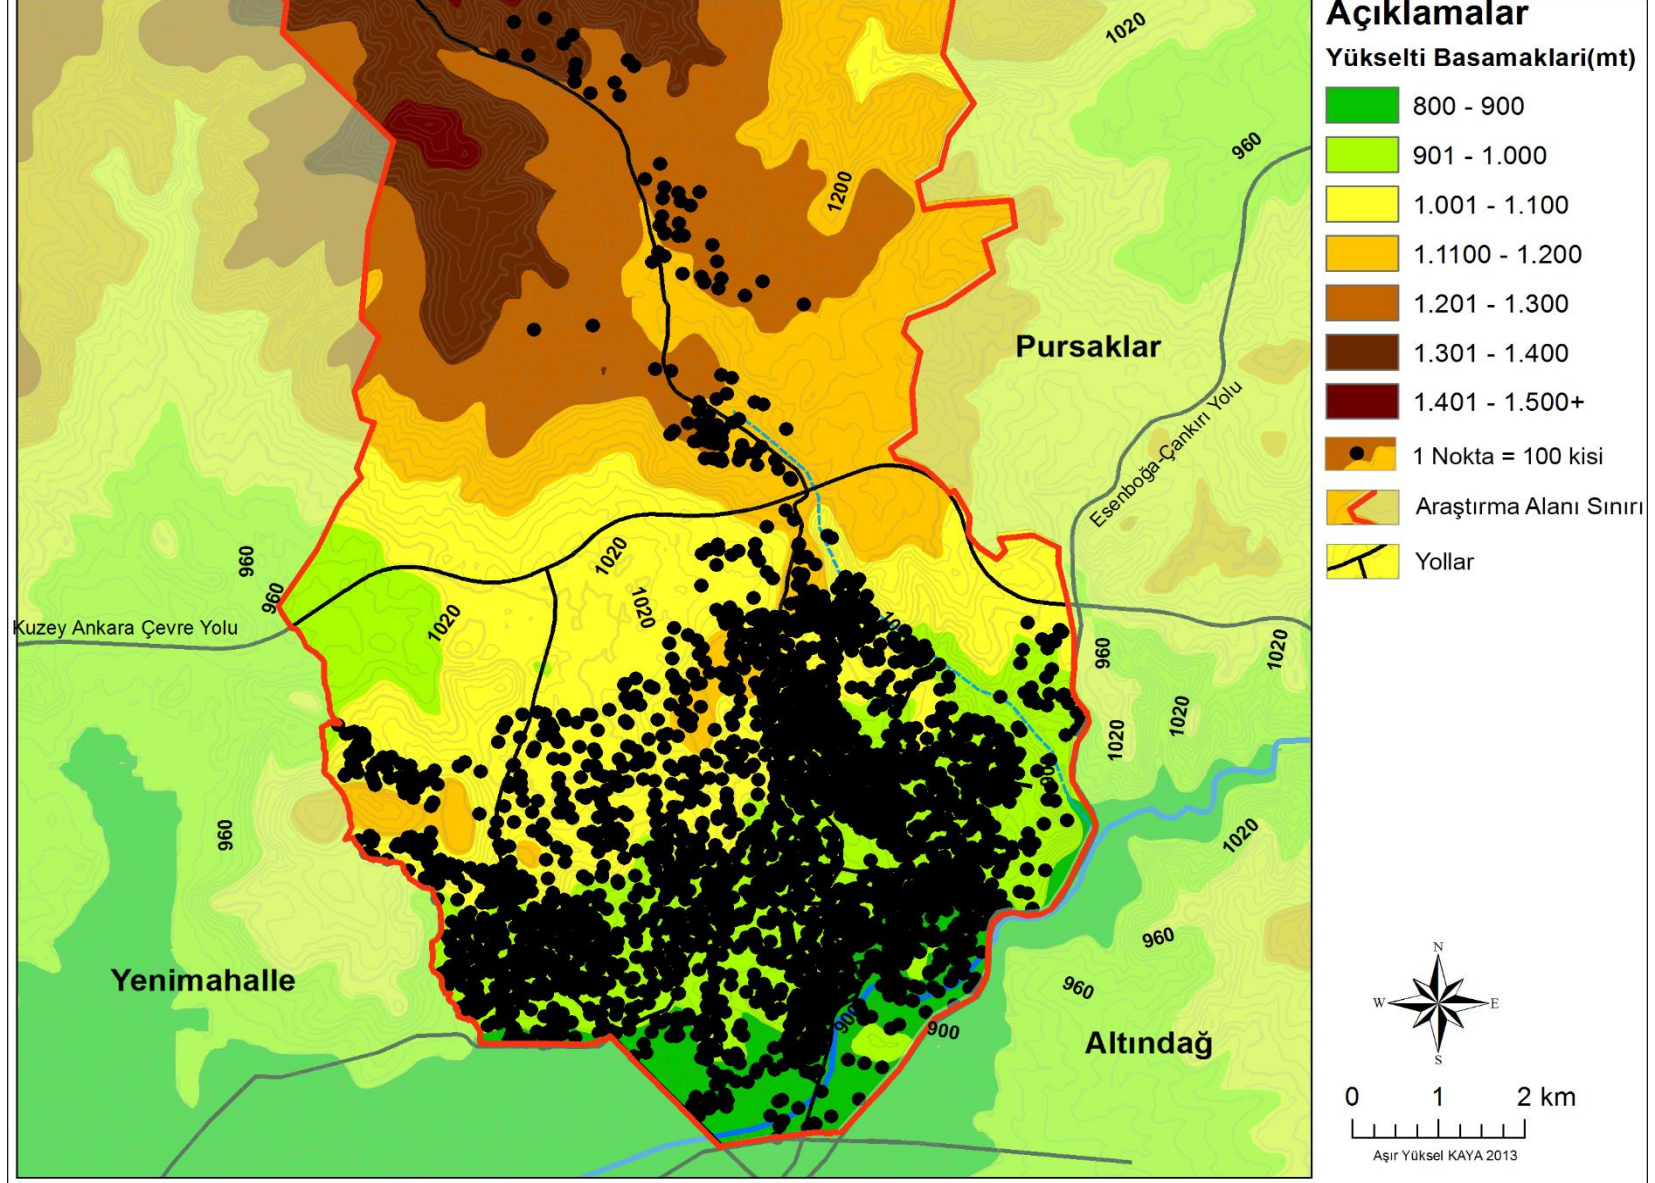 Açıklamalar
Yükselti Basamaklari(mt)
800 - 900
901 - 1.000
1.001 - 1.100
1.1100 - 1.200
1.201 - 1.300
1.301 - 1.400
1.401 - 1.500+
1 Nokta = 100 kisi
Araştırma Alanı Sınırı
Yollar
1020
960
1200
Pursaklar
Esenboğa-Çankırı Yolu
960
960
1020
1020
1020
Kuzey Ankara Çevre Yolu
960
1020
1020
1020
960
1020
Yenimahalle
960
960
900
900
Altındağ
N
W
E
S
0 1 2 km
Aşır Yüksel KAYA 2013